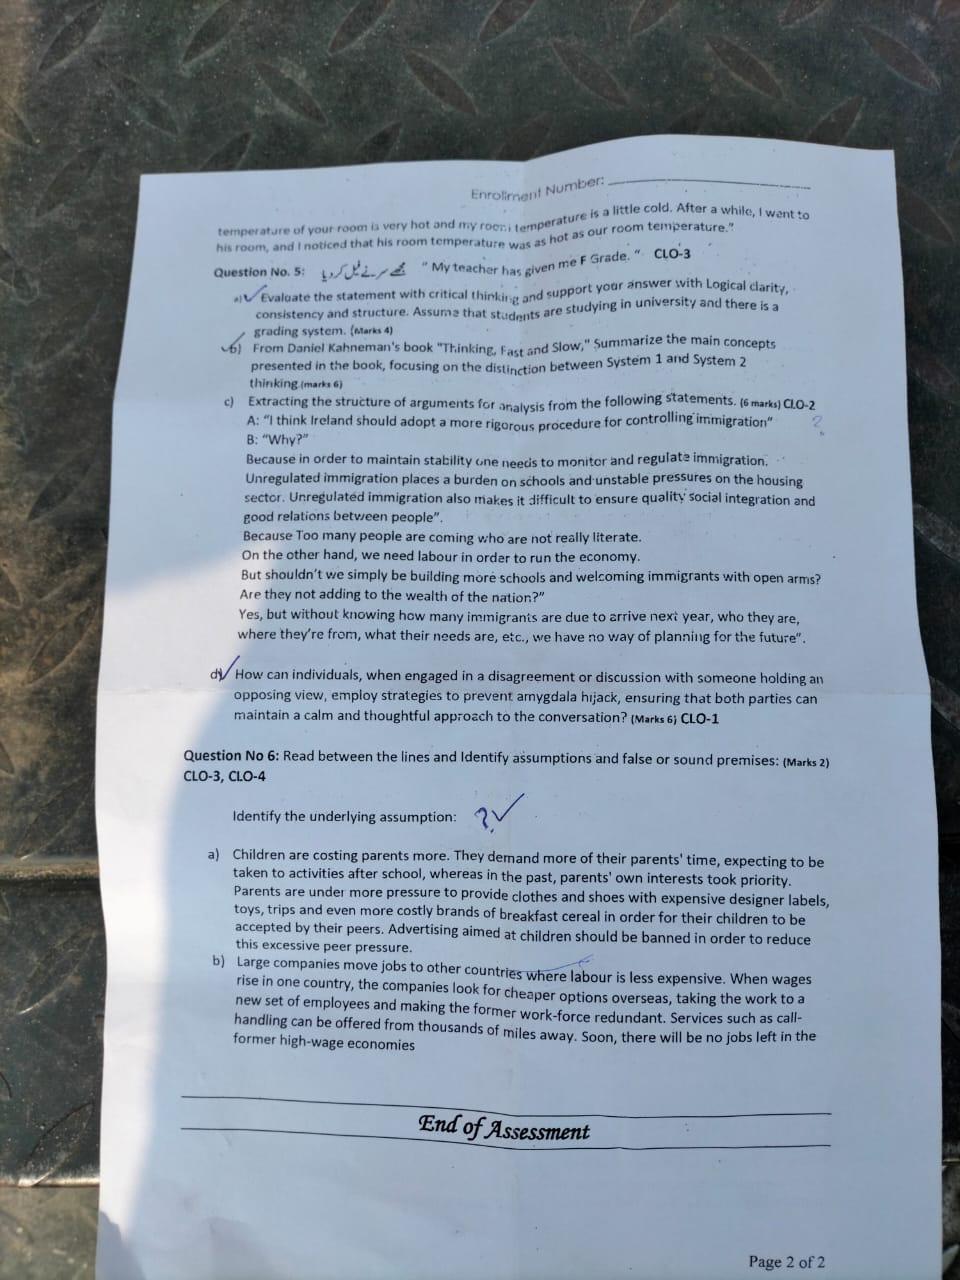 Enrollment Number: ____________________
temperature of your room is very hot and my room temperature is a little cold. After a while, I went to
his room, and I noticed that his room temperature was as hot as our room temperature."
Question No. 5: مجھے سر نے فیل کر دیا " My teacher has given me F Grade. " CLO-3
a) Evaluate the statement with critical thinking and support your answer with Logical clarity,
consistency and structure. Assume that students are studying in university and there is a
grading system. (Marks 4)
b) From Daniel Kahneman's book "Thinking, Fast and Slow," Summarize the main concepts
presented in the book, focusing on the distinction between System 1 and System 2
thinking.(marks 6)
c) Extracting the structure of arguments for analysis from the following statements. (6 marks) CLO-2
A: "I think Ireland should adopt a more rigorous procedure for controlling immigration" ?
B: "Why?"
Because in order to maintain stability one needs to monitor and regulate immigration.
Unregulated immigration places a burden on schools and unstable pressures on the housing
sector. Unregulated immigration also makes it difficult to ensure quality social integration and
good relations between people".
Because Too many people are coming who are not really literate.
On the other hand, we need labour in order to run the economy.
But shouldn't we simply be building more schools and welcoming immigrants with open arms?
Are they not adding to the wealth of the nation?"
Yes, but without knowing how many immigrants are due to arrive next year, who they are,
where they're from, what their needs are, etc., we have no way of planning for the future".
d) How can individuals, when engaged in a disagreement or discussion with someone holding an
opposing view, employ strategies to prevent amygdala hijack, ensuring that both parties can
maintain a calm and thoughtful approach to the conversation? (Marks 6) CLO-1
Question No 6: Read between the lines and Identify assumptions and false or sound premises: (Marks 2)
CLO-3, CLO-4
Identify the underlying assumption: ?
a) Children are costing parents more. They demand more of their parents' time, expecting to be
taken to activities after school, whereas in the past, parents' own interests took priority.
Parents are under more pressure to provide clothes and shoes with expensive designer labels,
toys, trips and even more costly brands of breakfast cereal in order for their children to be
accepted by their peers. Advertising aimed at children should be banned in order to reduce
this excessive peer pressure.
b) Large companies move jobs to other countries where labour is less expensive. When wages
rise in one country, the companies look for cheaper options overseas, taking the work to a
new set of employees and making the former work-force redundant. Services such as call-
handling can be offered from thousands of miles away. Soon, there will be no jobs left in the
former high-wage economies
End of Assessment
Page 2 of 2